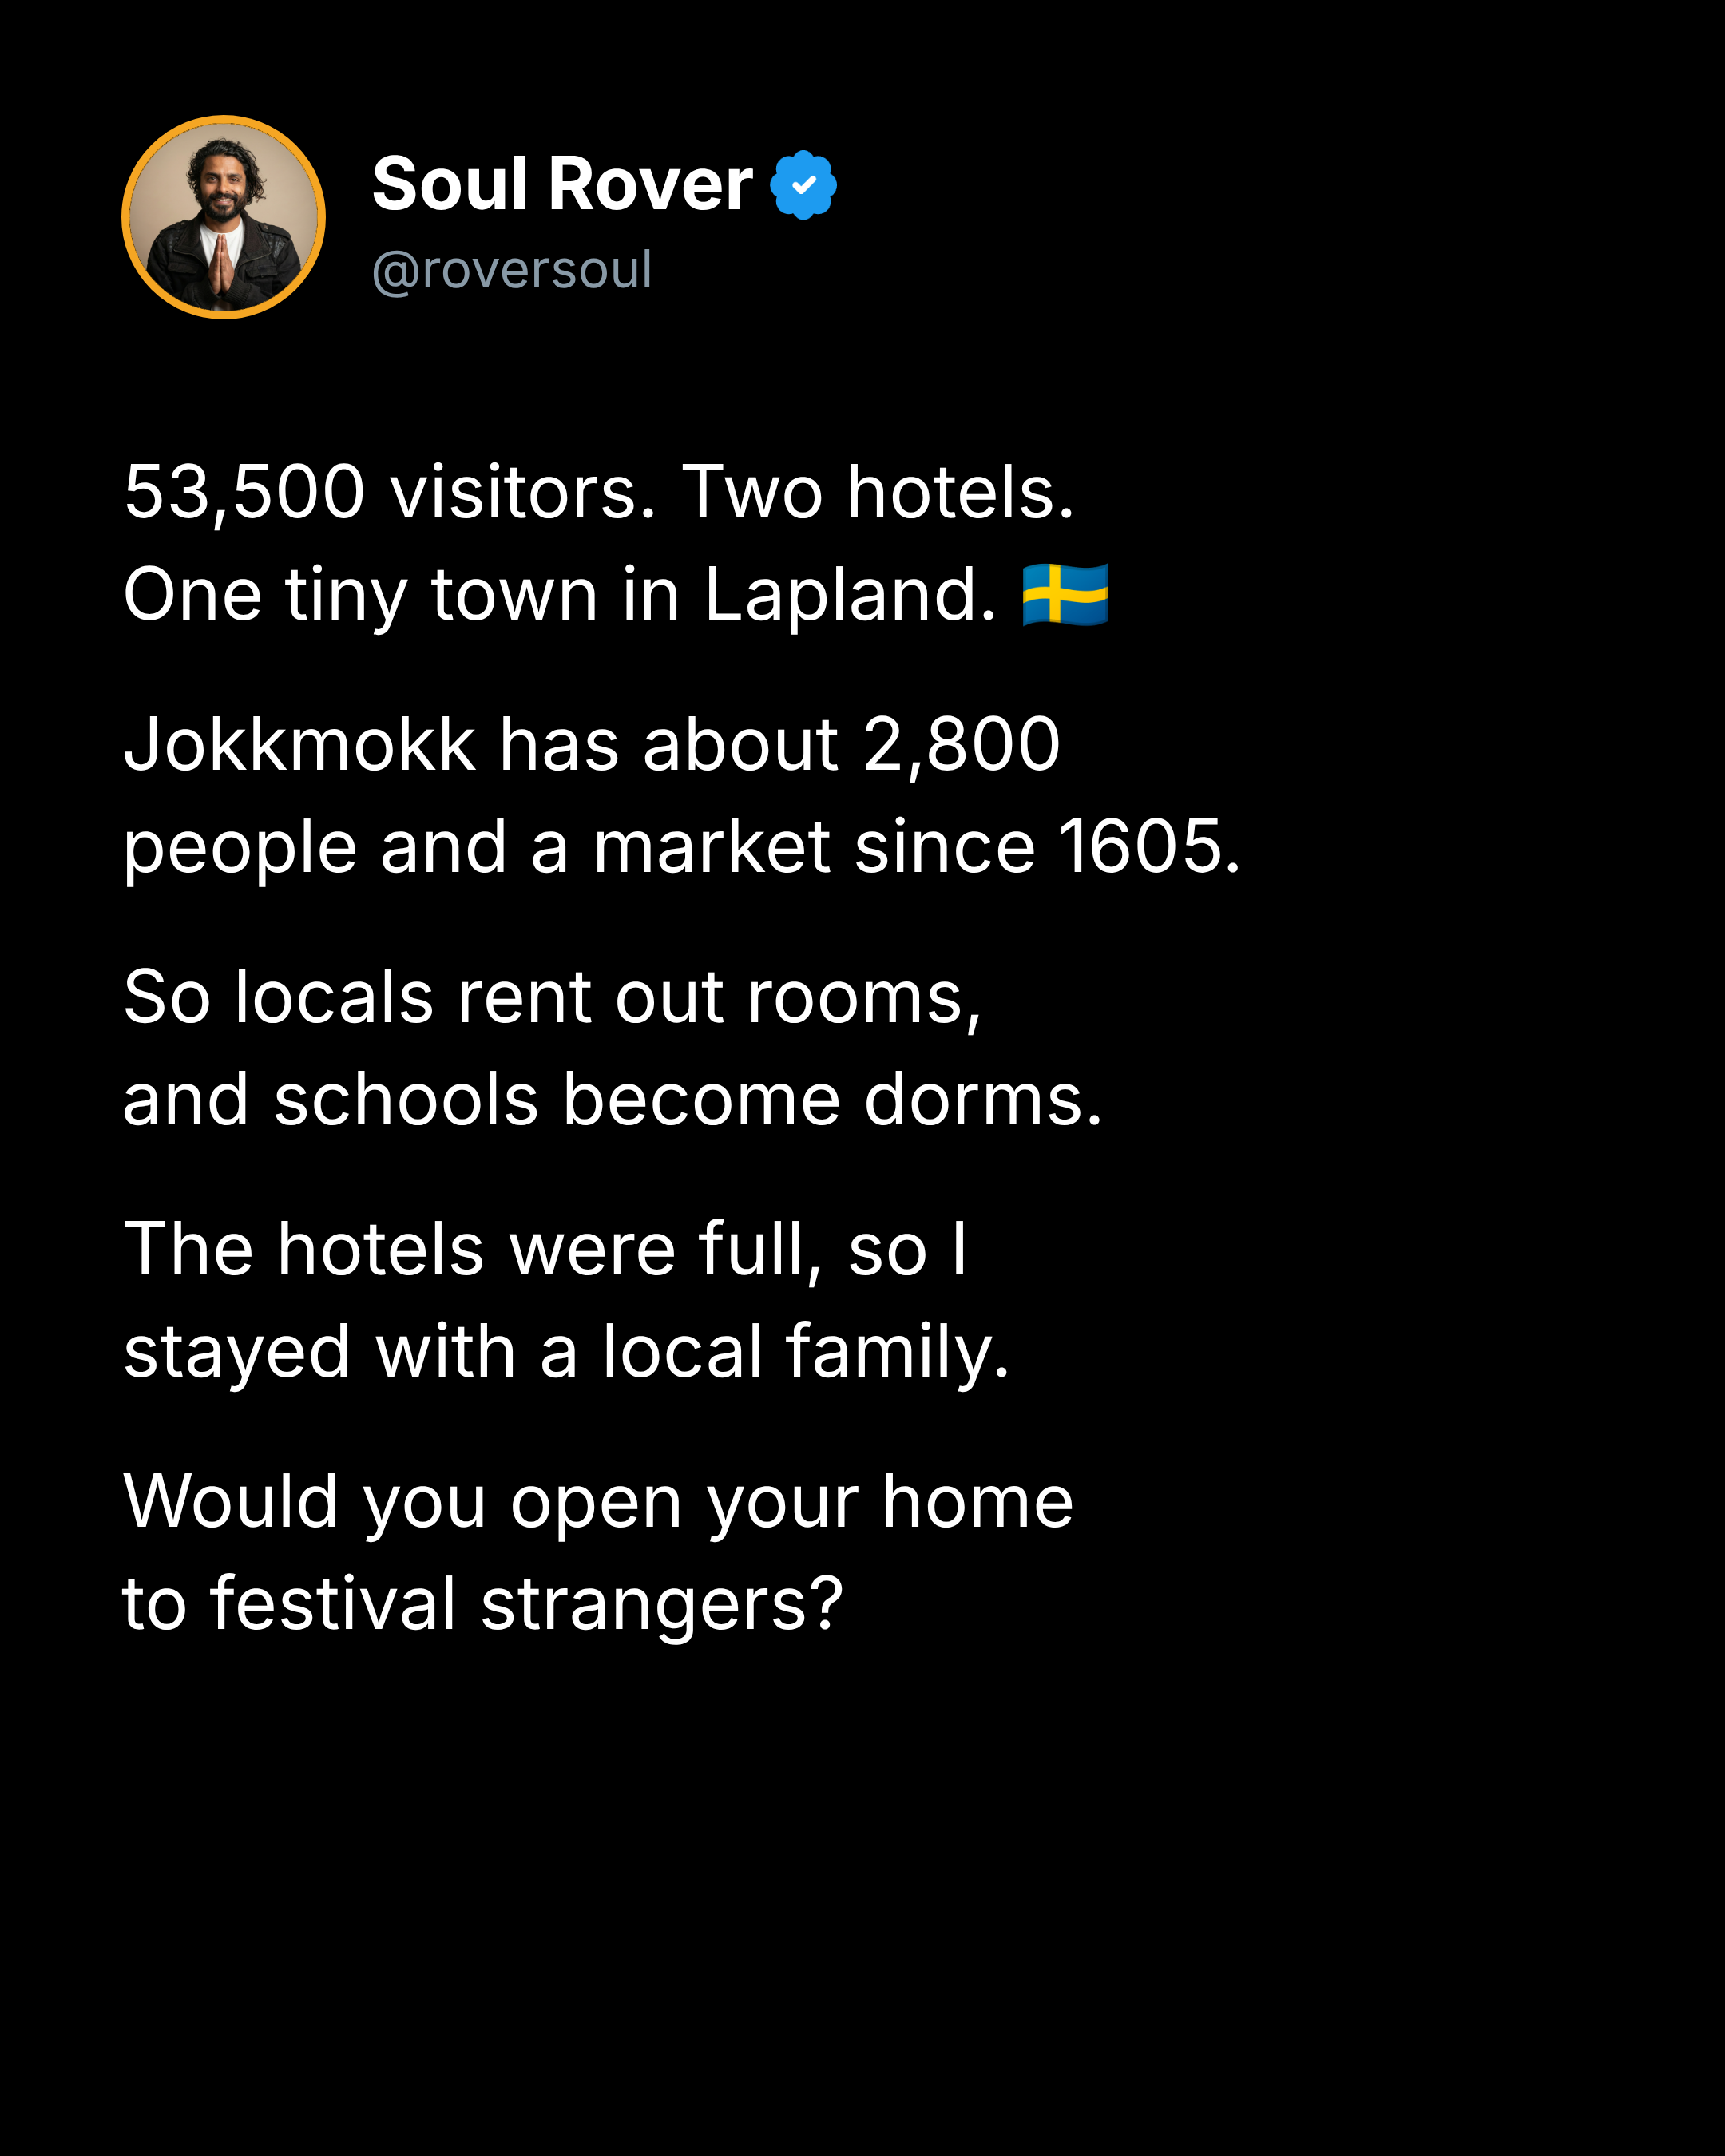 Soul Rover
@roversoul
53,500 visitors. Two hotels.
One tiny town in Lapland. 🇸🇪
Jokkmokk has about 2,800
people and a market since 1605.
So locals rent out rooms,
and schools become dorms.
The hotels were full, so I
stayed with a local family.
Would you open your home
to festival strangers?